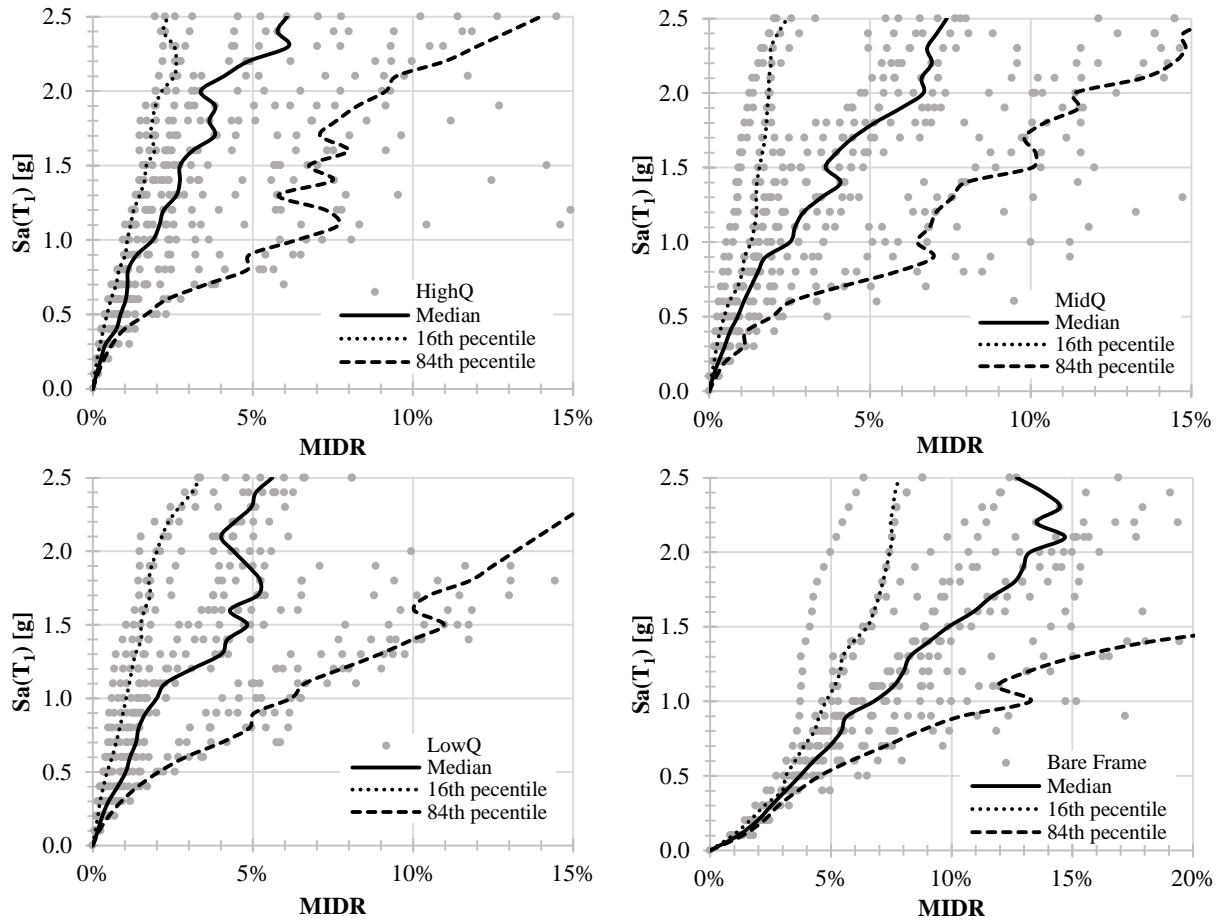 2.5
2.0
1.5
1.0
0.5
0.0
Sa(T1) [g]
HighQ
Median
16th pecentile
84th pecentile
0%
5%
10%
15%
MIDR
2.5
2.0
1.5
1.0
0.5
0.0
Sa(T1) [g]
MidQ
Median
16th pecentile
84th pecentile
0%
5%
10%
15%
MIDR
2.5
2.0
1.5
1.0
0.5
0.0
Sa(T1) [g]
LowQ
Median
16th pecentile
84th pecentile
0%
5%
10%
15%
MIDR
2.5
2.0
1.5
1.0
0.5
0.0
Sa(T1) [g]
Bare Frame
Median
16th pecentile
84th pecentile
0%
5%
10%
15%
20%
MIDR